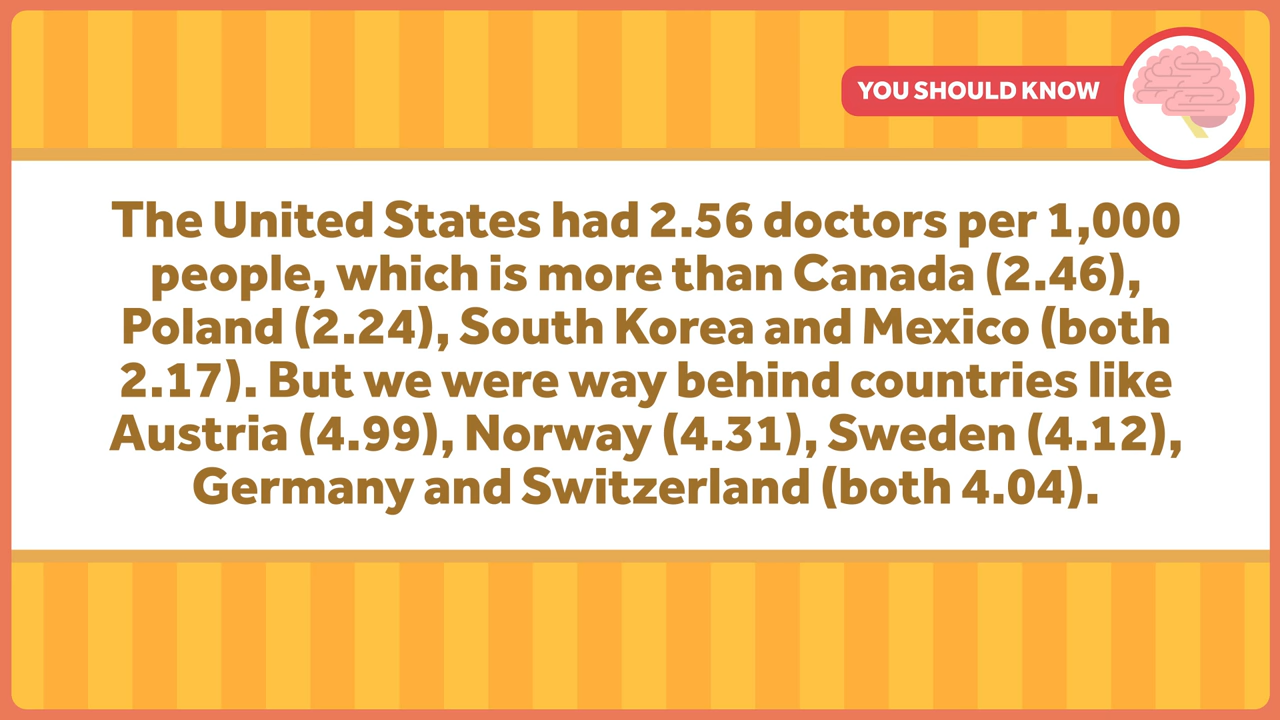 YOU SHOULD KNOW
The United States had 2.56 doctors per 1,000
people, which is more than Canada (2.46),
Poland (2.24), South Korea and Mexico (both
2.17). But we were way behind countries like
Austria (4.99), Norway (4.31), Sweden (4.12),
Germany and Switzerland (both 4.04).